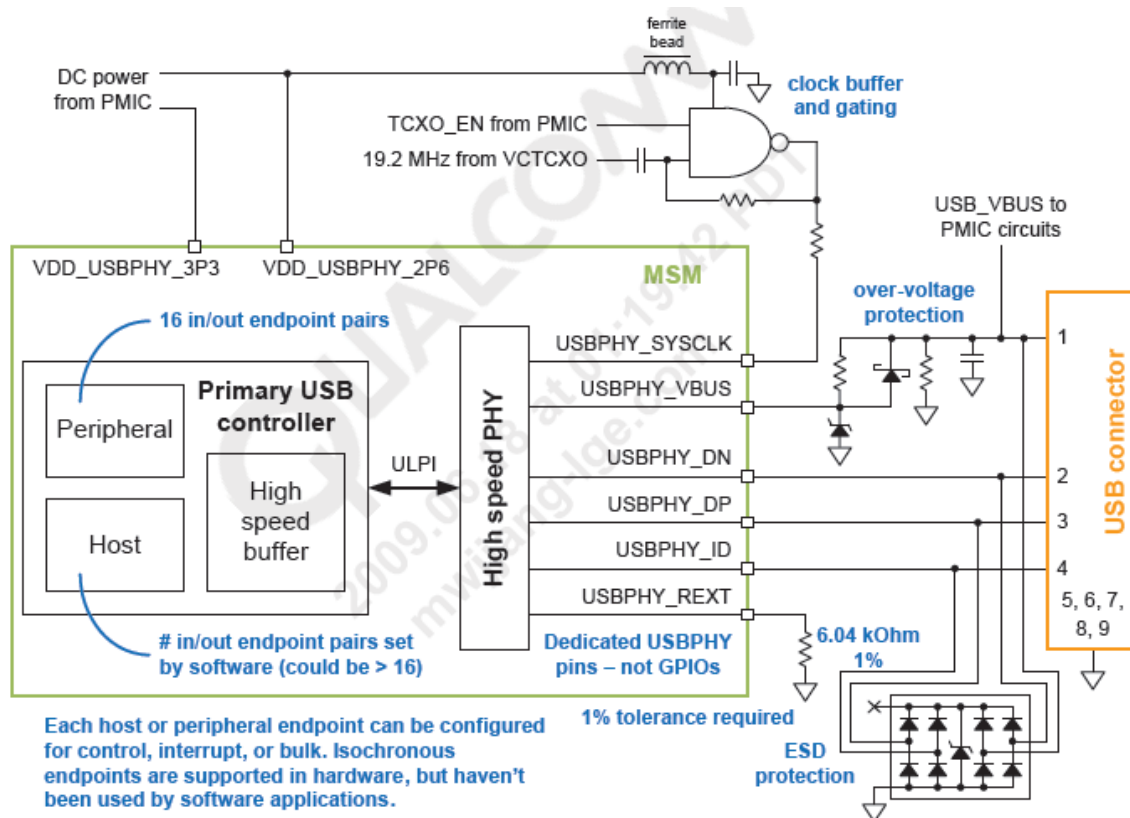 ferrite
bead
DC power
from PMIC
clock buffer
and gating
TCXO_EN from PMIC
19.2 MHz from VCTCXO
USB_VBUS to
PMIC circuits
VDD_USBPHY_3P3
VDD_USBPHY_2P6
MSM
16 in/out endpoint pairs
over-voltage
protection
Primary USB
controller
Peripheral
Host
High
speed
buffer
ULPI
High speed PHY
USBPHY_SYSCLK
USBPHY_VBUS
USBPHY_DN
USBPHY_DP
USBPHY_ID
USBPHY_REXT
1
2
3
4
5, 6, 7,
8, 9
USB connector
# in/out endpoint pairs set
by software (could be > 16)
Dedicated USBPHY
pins – not GPIOs
6.04 kOhm
1%
Each host or peripheral endpoint can be configured
for control, interrupt, or bulk. Isochronous
endpoints are supported in hardware, but haven't
been used by software applications.
1% tolerance required
ESD
protection
QUALCOMM